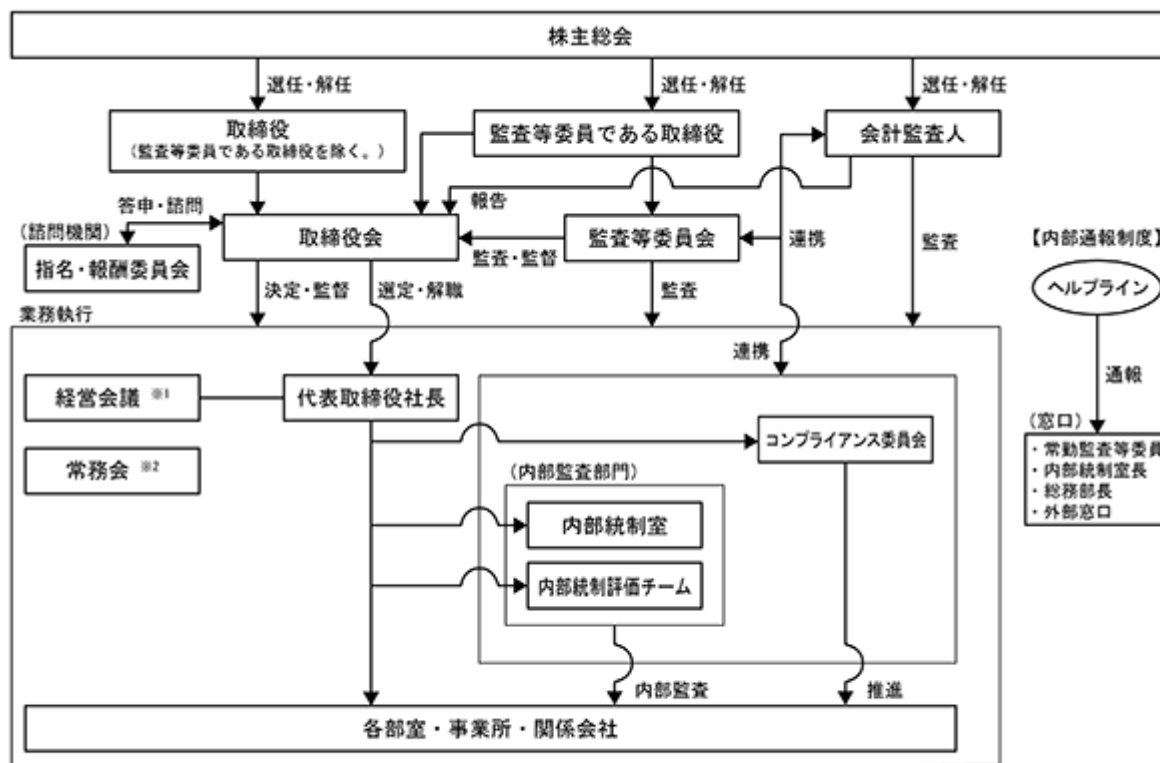 株主総会
選任・解任
選任・解任
選任・解任
取締役
(監査等委員である取締役を除く。)
監査等委員である取締役
会計監査人
答申・諮問
報告
(諮問機関)
指名・報酬委員会
取締役会
監査・監督
監査等委員会
連携
監査
【内部通報制度】
ヘルプライン
決定・監督
選定・解職
監査
業務執行
連携
通報
経営会議 ※1
代表取締役社長
コンプライアンス委員会
(窓口)
・常勤監査等委員
・内部統制室長
・総務部長
・外部窓口
常務会 ※2
(内部監査部門)
内部統制室
内部統制評価チーム
内部監査
推進
各部室・事業所・関係会社